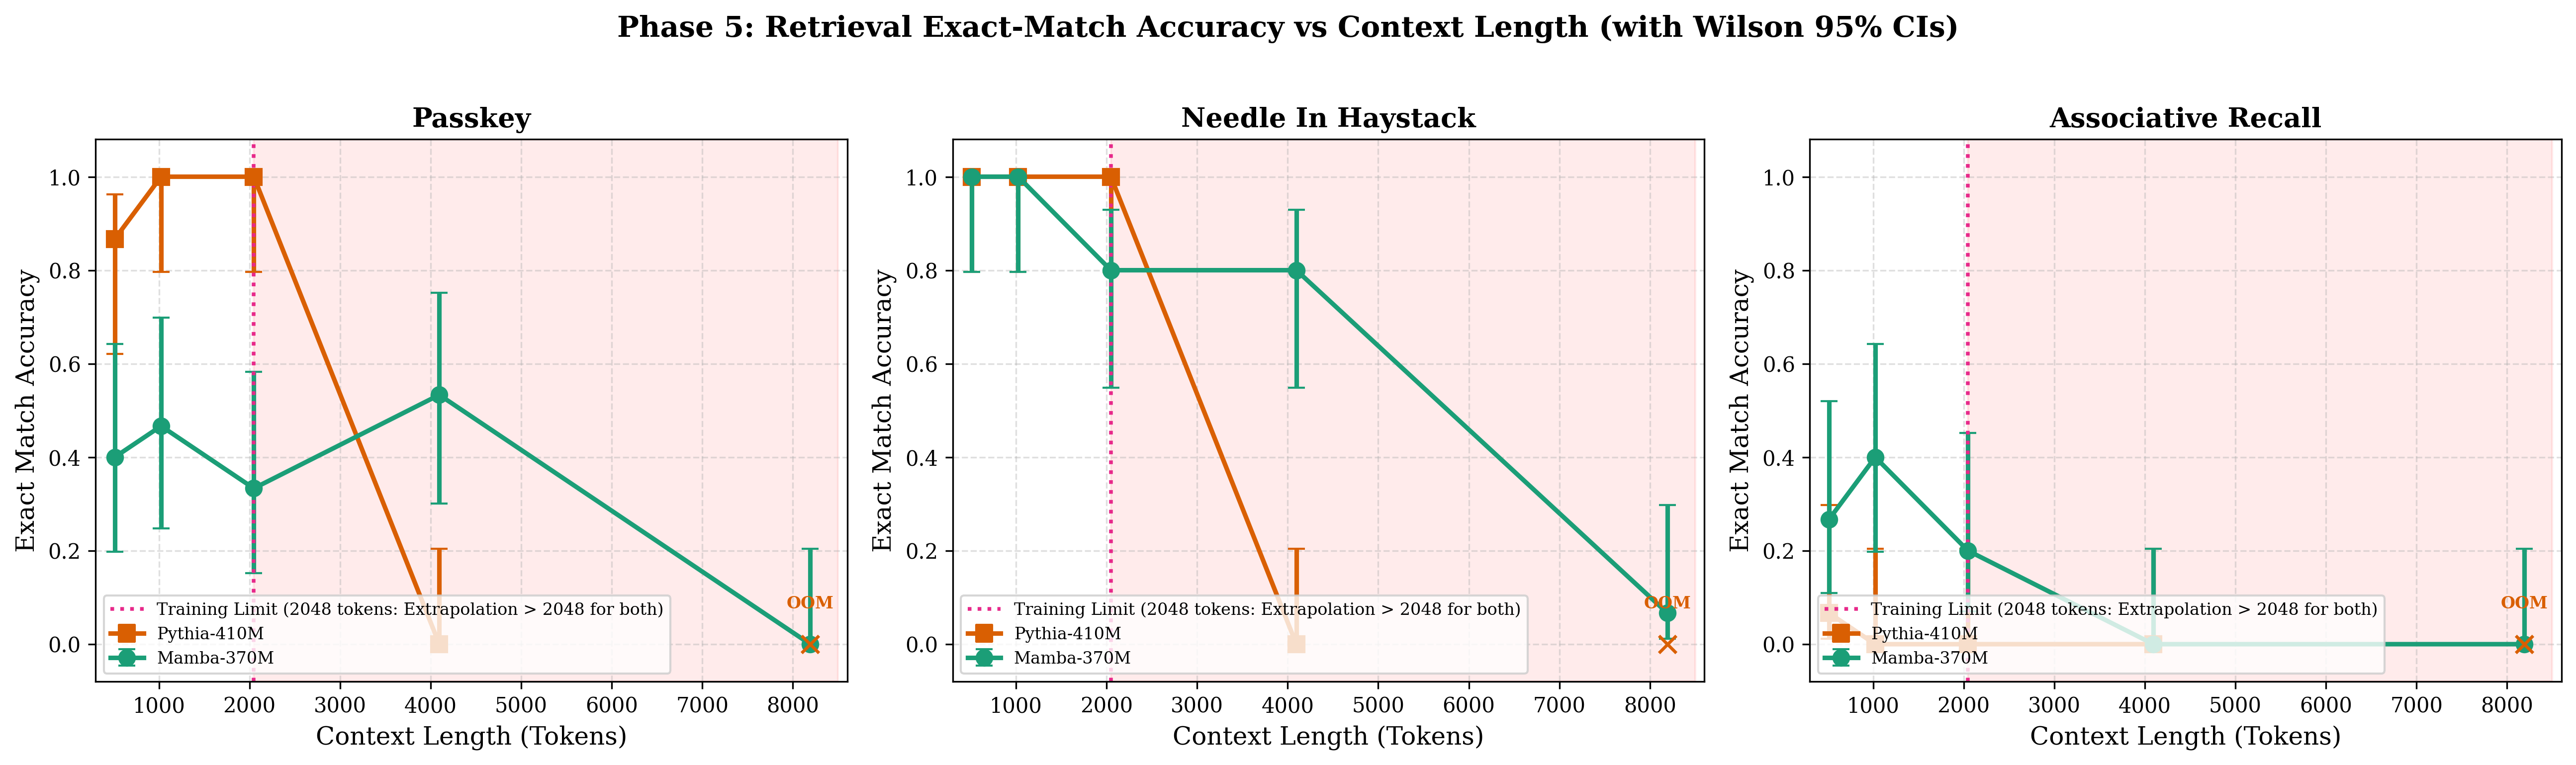 Phase 5: Retrieval Exact-Match Accuracy vs Context Length (with Wilson 95% CIs)
Passkey
Exact Match Accuracy
1.0
0.8
0.6
0.4
0.2
0.0
OOM
Training Limit (2048 tokens: Extrapolation > 2048 for both)
Pythia-410M
Mamba-370M
1000 2000 3000 4000 5000 6000 7000 8000
Context Length (Tokens)
Needle In Haystack
Exact Match Accuracy
1.0
0.8
0.6
0.4
0.2
0.0
OOM
Training Limit (2048 tokens: Extrapolation > 2048 for both)
Pythia-410M
Mamba-370M
1000 2000 3000 4000 5000 6000 7000 8000
Context Length (Tokens)
Associative Recall
Exact Match Accuracy
1.0
0.8
0.6
0.4
0.2
0.0
OOM
Training Limit (2048 tokens: Extrapolation > 2048 for both)
Pythia-410M
Mamba-370M
1000 2000 3000 4000 5000 6000 7000 8000
Context Length (Tokens)